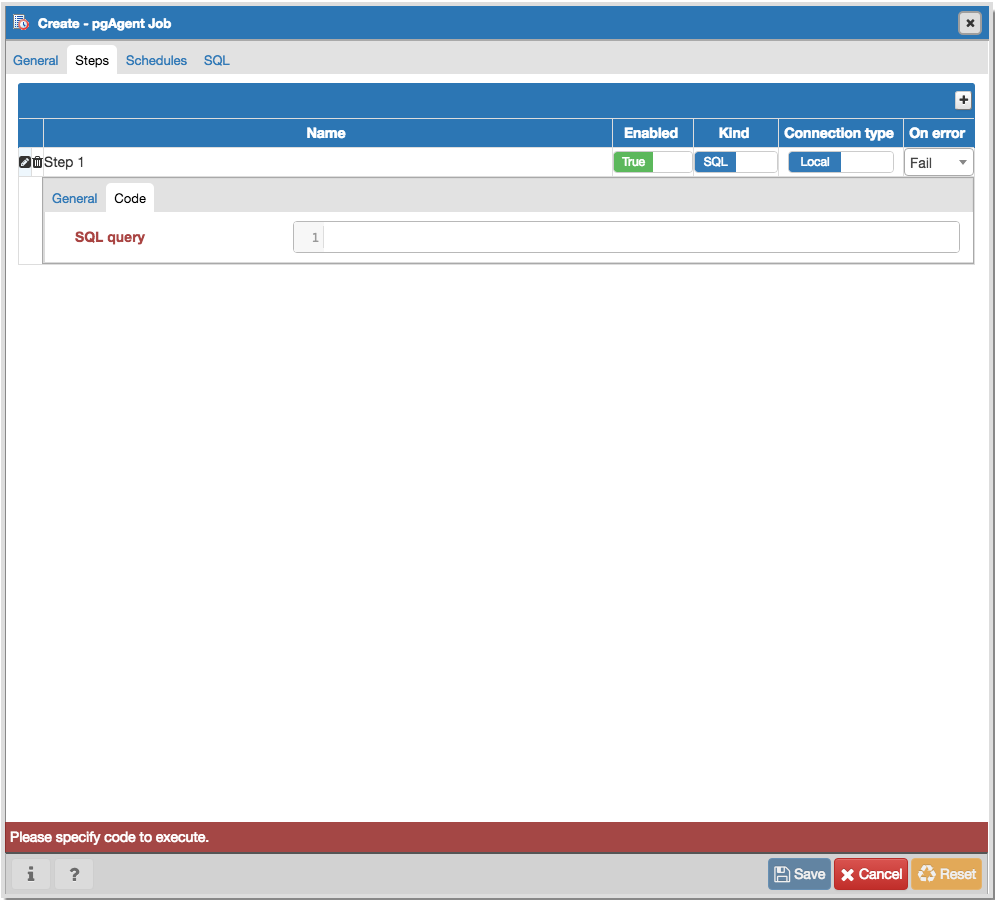 Create - pgAgent Job
General Steps Schedules SQL
Name Enabled Kind Connection type On error
Step 1 True SQL Local Fail
General Code
SQL query 1
Please specify code to execute.
i ? Save Cancel Reset